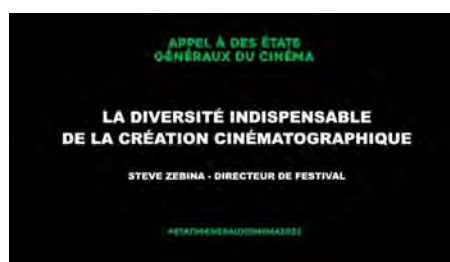 APPEL À DES ÉTATS
GÉNÉRAUX DU CINÉMA
LA DIVERSITÉ INDISPENSABLE
DE LA CRÉATION CINÉMATOGRAPHIQUE
STEVE ZEBINA - DIRECTEUR DE FESTIVAL